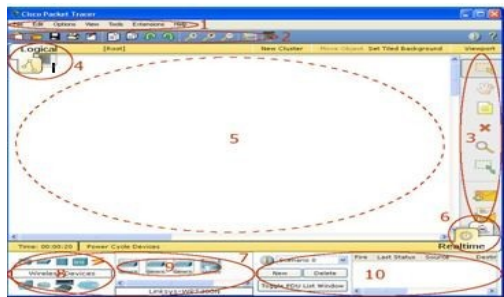 Cisco Packet Tracer
File Edit Options View Tools Extensions Help 1
2
Logical [Root] New Cluster Move Object Set Tiled Background Viewport
4
3
5
6
Time: 00:05:20 Power Cycle Devices Realtime
7
8
9
10
Wireless Devices
Scenario 0
New Delete
Toggle PDU List Window
Fire Last Status Source